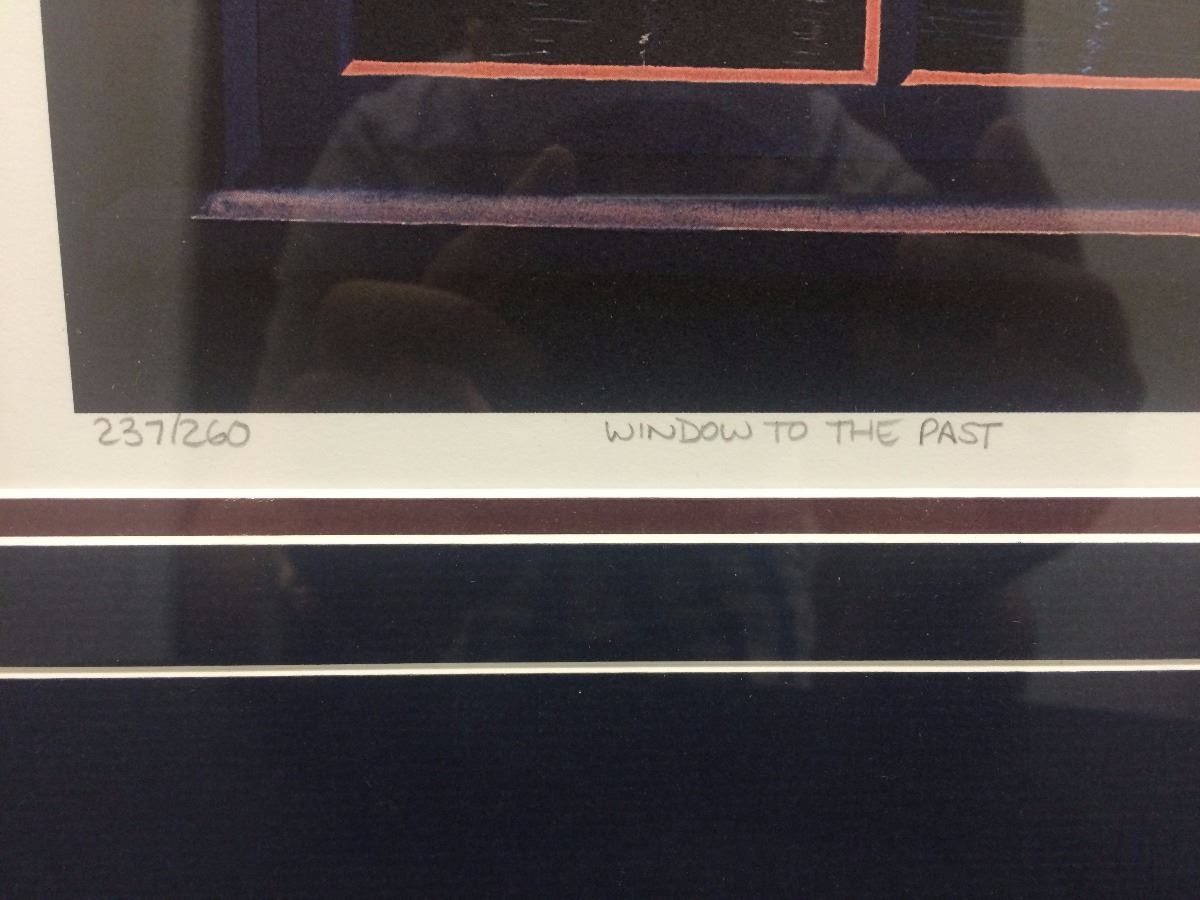 237/260 WINDOW TO THE PAST